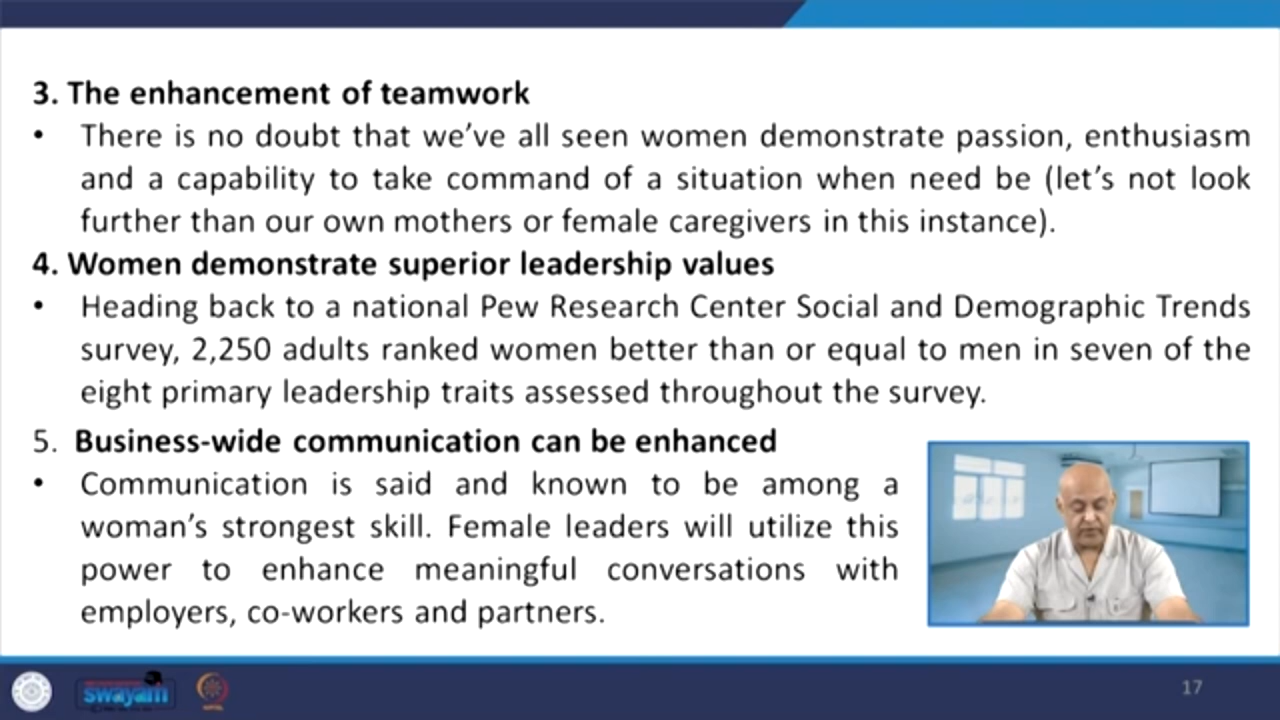 3. The enhancement of teamwork
• There is no doubt that we’ve all seen women demonstrate passion, enthusiasm
and a capability to take command of a situation when need be (let’s not look
further than our own mothers or female caregivers in this instance).
4. Women demonstrate superior leadership values
• Heading back to a national Pew Research Center Social and Demographic Trends
survey, 2,250 adults ranked women better than or equal to men in seven of the
eight primary leadership traits assessed throughout the survey.
5. Business-wide communication can be enhanced
• Communication is said and known to be among a
woman’s strongest skill. Female leaders will utilize this
power to enhance meaningful conversations with
employers, co-workers and partners.
swayam
17